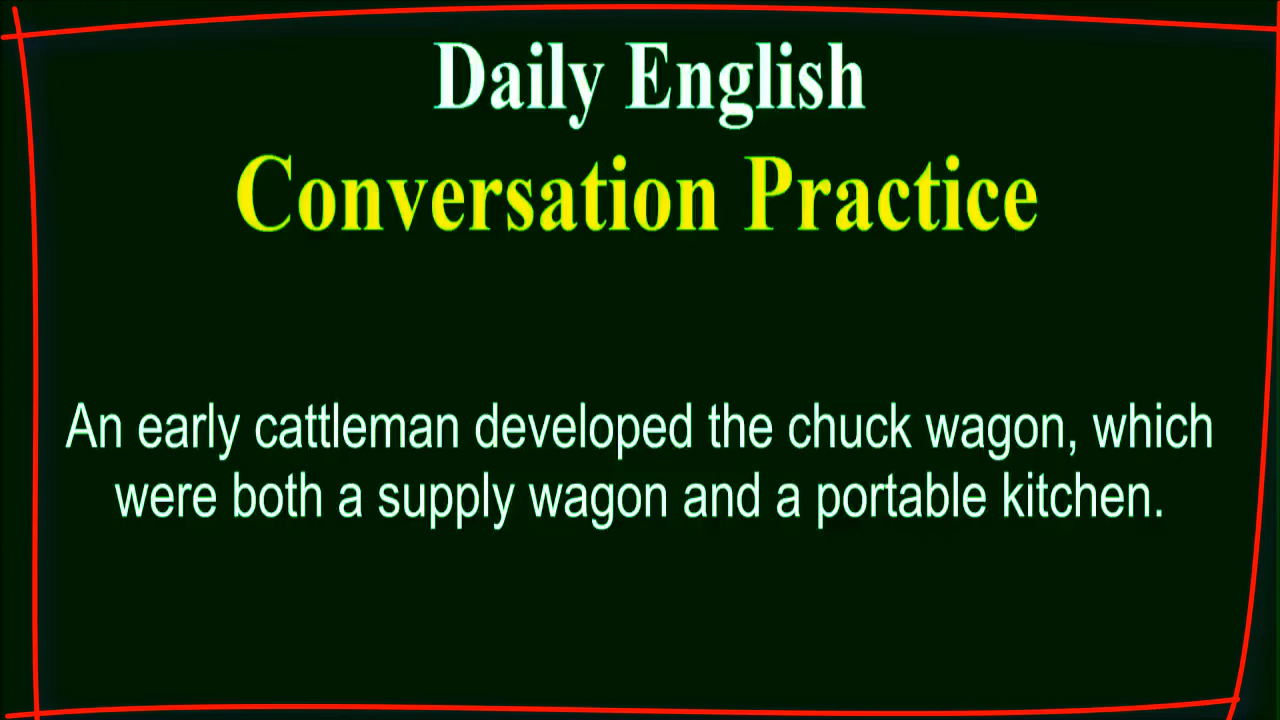 Daily English
Conversation Practice
An early cattleman developed the chuck wagon, which
were both a supply wagon and a portable kitchen.